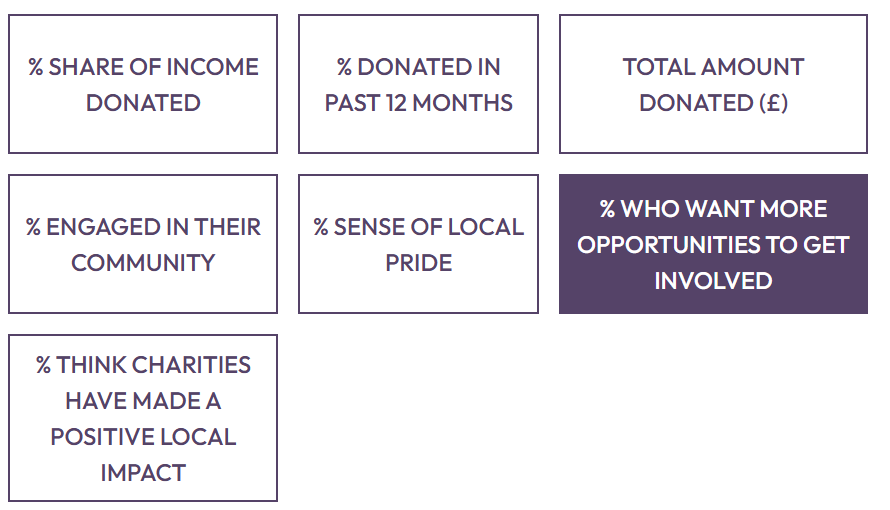 % SHARE OF INCOME
DONATED
% DONATED IN
PAST 12 MONTHS
TOTAL AMOUNT
DONATED (£)
% ENGAGED IN THEIR
COMMUNITY
% SENSE OF LOCAL
PRIDE
% WHO WANT MORE
OPPORTUNITIES TO GET
INVOLVED
% THINK CHARITIES
HAVE MADE A
POSITIVE LOCAL
IMPACT